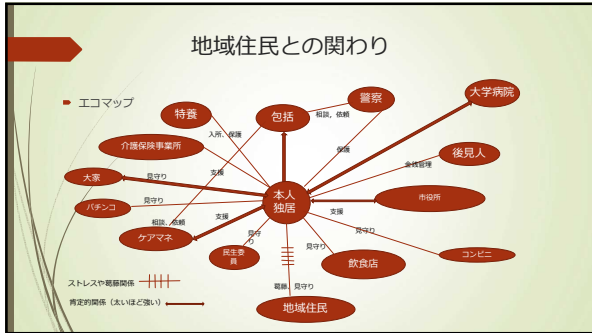 地域住民との関わり
エコマップ
特養
包括
警察
大学病院
相談,依頼
入所、保護
介護保険事業所
保護
後見人
金銭管理
支援
大家
見守り
本人
独居
市役所
パチンコ
見守り
支援
支援
相談、依頼
ケアマネ
見守
り
見守り
見守り
民生委
員
飲食店
コンビニ
ストレスや葛藤関係
葛藤、見守り
肯定的関係(太いほど強い)
地域住民